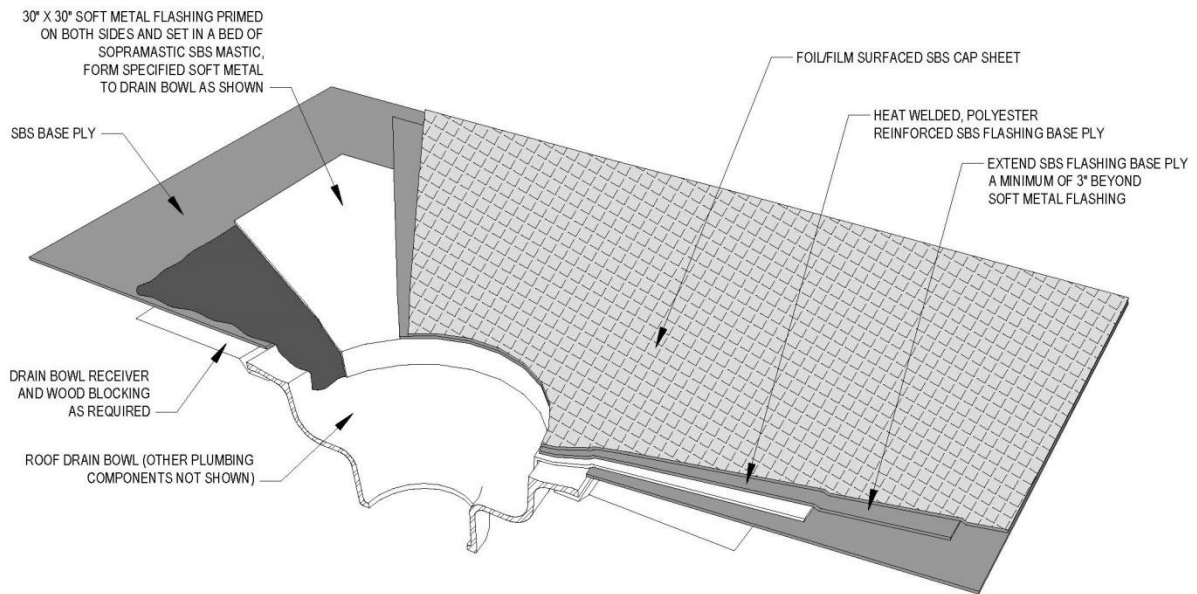 30" X 30" SOFT METAL FLASHING PRIMED
ON BOTH SIDES AND SET IN A BED OF
SOPRAMASTIC SBS MASTIC,
FORM SPECIFIED SOFT METAL
TO DRAIN BOWL AS SHOWN
SBS BASE PLY
DRAIN BOWL RECEIVER
AND WOOD BLOCKING
AS REQUIRED
ROOF DRAIN BOWL (OTHER PLUMBING
COMPONENTS NOT SHOWN)
FOIL/FILM SURFACED SBS CAP SHEET
HEAT WELDED, POLYESTER
REINFORCED SBS FLASHING BASE PLY
EXTEND SBS FLASHING BASE PLY
A MINIMUM OF 3" BEYOND
SOFT METAL FLASHING